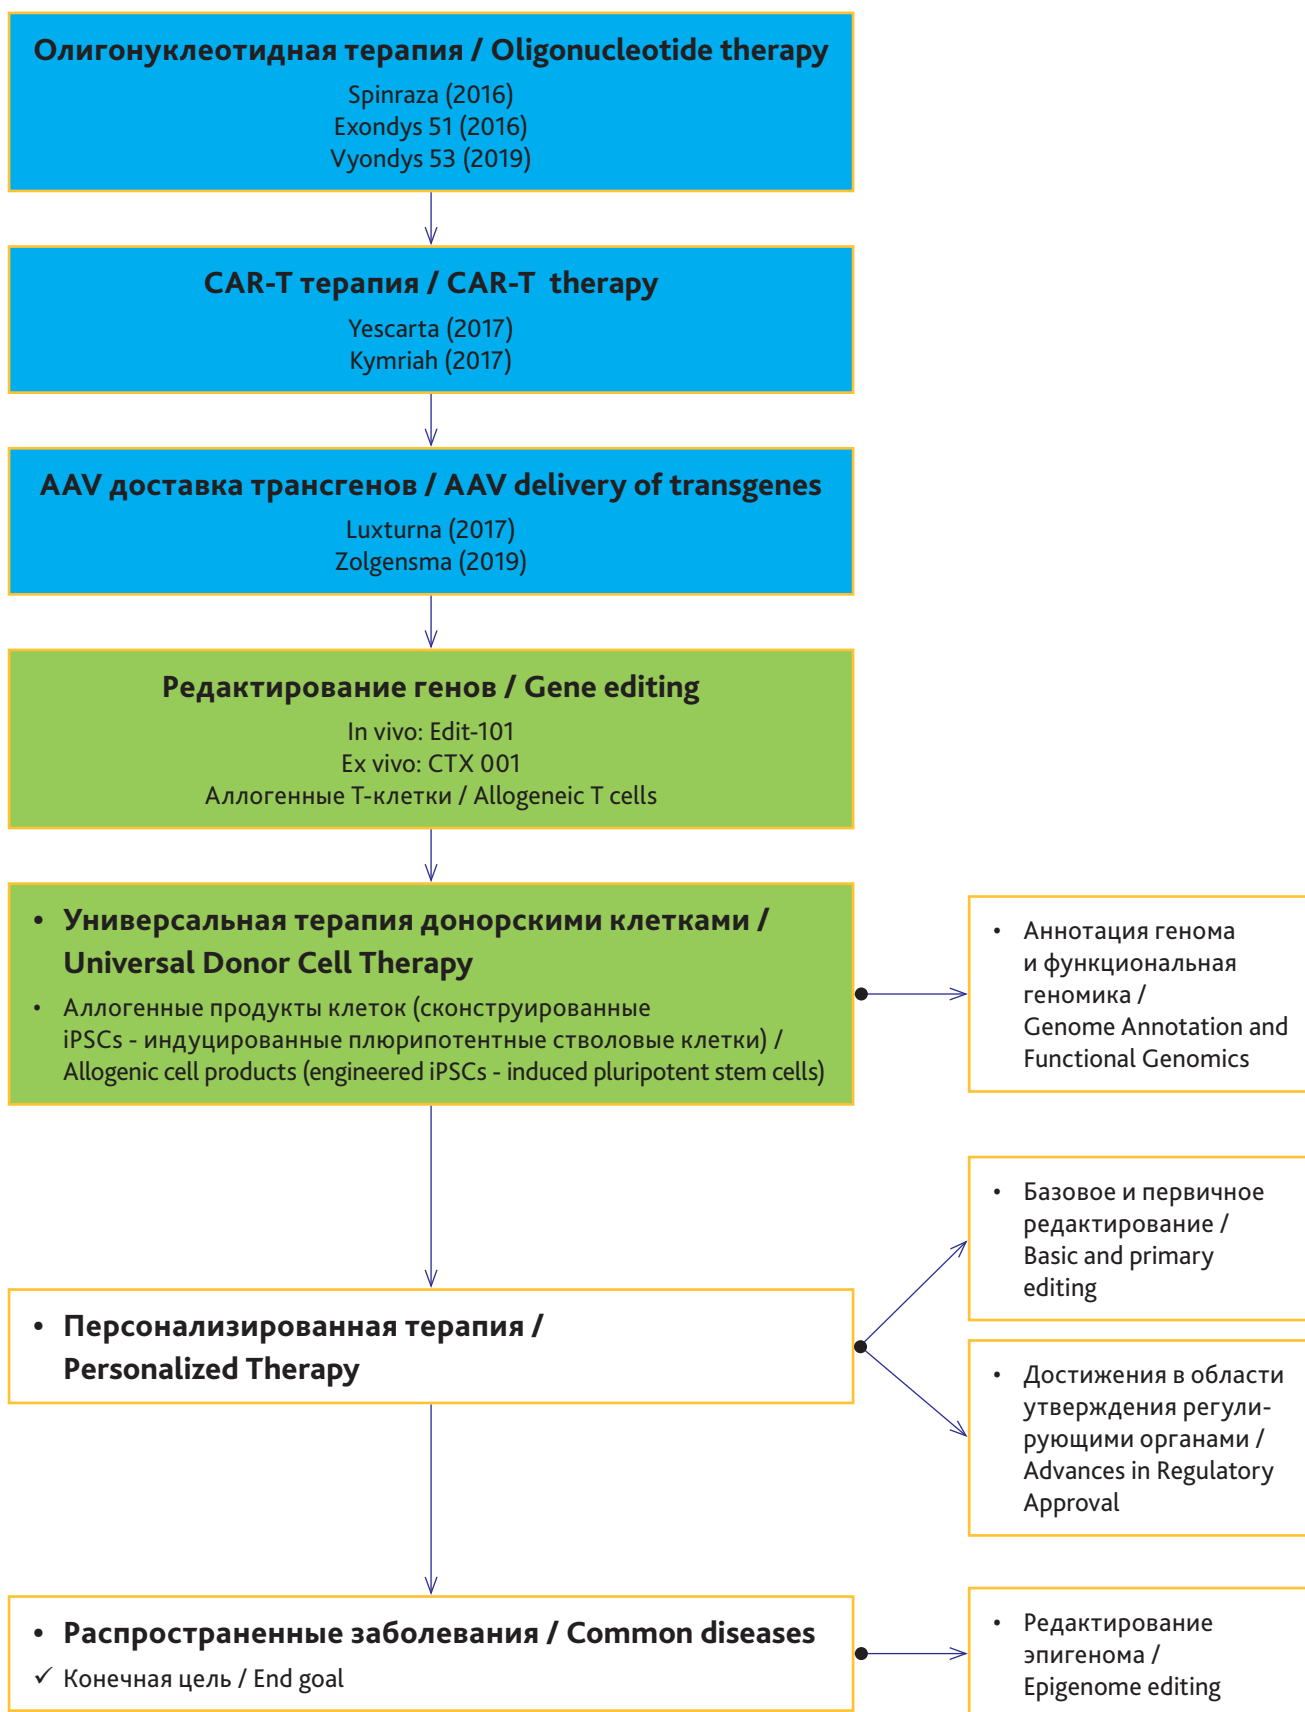 Олигонуклеотидная терапия / Oligonucleotide therapy
Spinraza (2016)
Exondys 51 (2016)
Vyondys 53 (2019)
CAR-T терапия / CAR-T therapy
Yescarta (2017)
Kymriah (2017)
AAV доставка трансгенов / AAV delivery of transgenes
Luxturna (2017)
Zolgensma (2019)
Редактирование генов / Gene editing
In vivo: Edit-101
Ex vivo: CTX 001
Аллогенные Т-клетки / Allogeneic T cells
• Универсальная терапия донорскими клетками /
Universal Donor Cell Therapy
• Аллогенные продукты клеток (сконструированные
iPSCs - индуцированные плюрипотентные стволовые клетки) /
Allogenic cell products (engineered iPSCs - induced pluripotent stem cells)
• Аннотация генома
и функциональная
геномика /
Genome Annotation and
Functional Genomics
• Базовое и первичное
редактирование /
Basic and primary
editing
• Персонализированная терапия /
Personalized Therapy
• Достижения в области
утверждения регули-
рующими органами /
Advances in Regulatory
Approval
• Распространенные заболевания / Common diseases
✓ Конечная цель / End goal
• Редактирование
эпигенома /
Epigenome editing